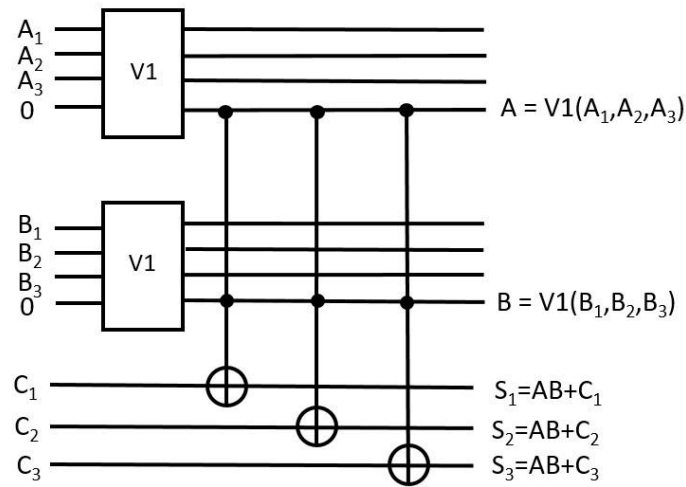 A₁
A₂
A₃
0
V1
A = V1(A₁,A₂,A₃)
B₁
B₂
B₃
0
V1
B = V1(B₁,B₂,B₃)
C₁
S₁=AB+C₁
C₂
S₂=AB+C₂
C₃
S₃=AB+C₃